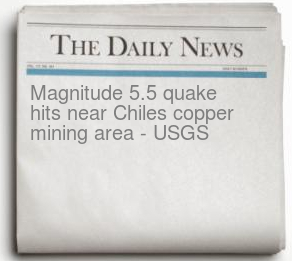 THE DAILY NEWS
Magnitude 5.5 quake
hits near Chiles copper
mining area - USGS